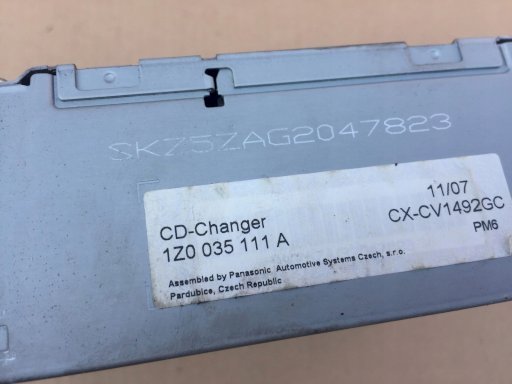 SKZ5ZAG2047823
11/07
CD-Changer
CX-CV1492GC
1Z0 035 111 A
PM6
Assembled by Panasonic Automotive Systems Czech, s.r.o.
Pardubice, Czech Republic